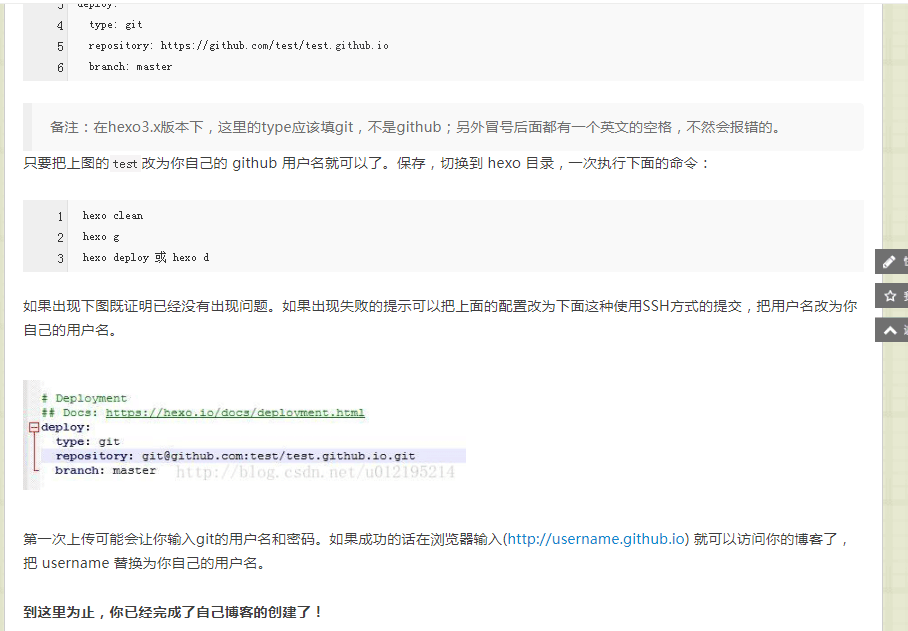 3 deploy:
4 type: git
5 repository: https://github.com/test/test.github.io
6 branch: master
备注：在hexo3.x版本下，这里的type应该填git，不是github；另外冒号后面都有一个英文的空格，不然会报错的。
只要把上图的 test 改为你自己的 github 用户名就可以了。保存，切换到 hexo 目录，一次执行下面的命令：
1 hexo clean
2 hexo g
3 hexo deploy 或 hexo d
如果出现下图既证明已经没有出现问题。如果出现失败的提示可以把上面的配置改为下面这种使用SSH方式的提交，把用户名改为你
自己的用户名。
# Deployment
## Docs: https://hexo.io/docs/deployment.html
deploy:
type: git
repository: git@github.com:test/test.github.io.git
branch: master
http://blog.csdn.net/u012195214
第一次上传可能会让你输入git的用户名和密码。如果成功的话在浏览器输入(http://username.github.io) 就可以访问你的博客了，
把 username 替换为你自己的用户名。
到这里为止，你已经完成了自己博客的创建了！